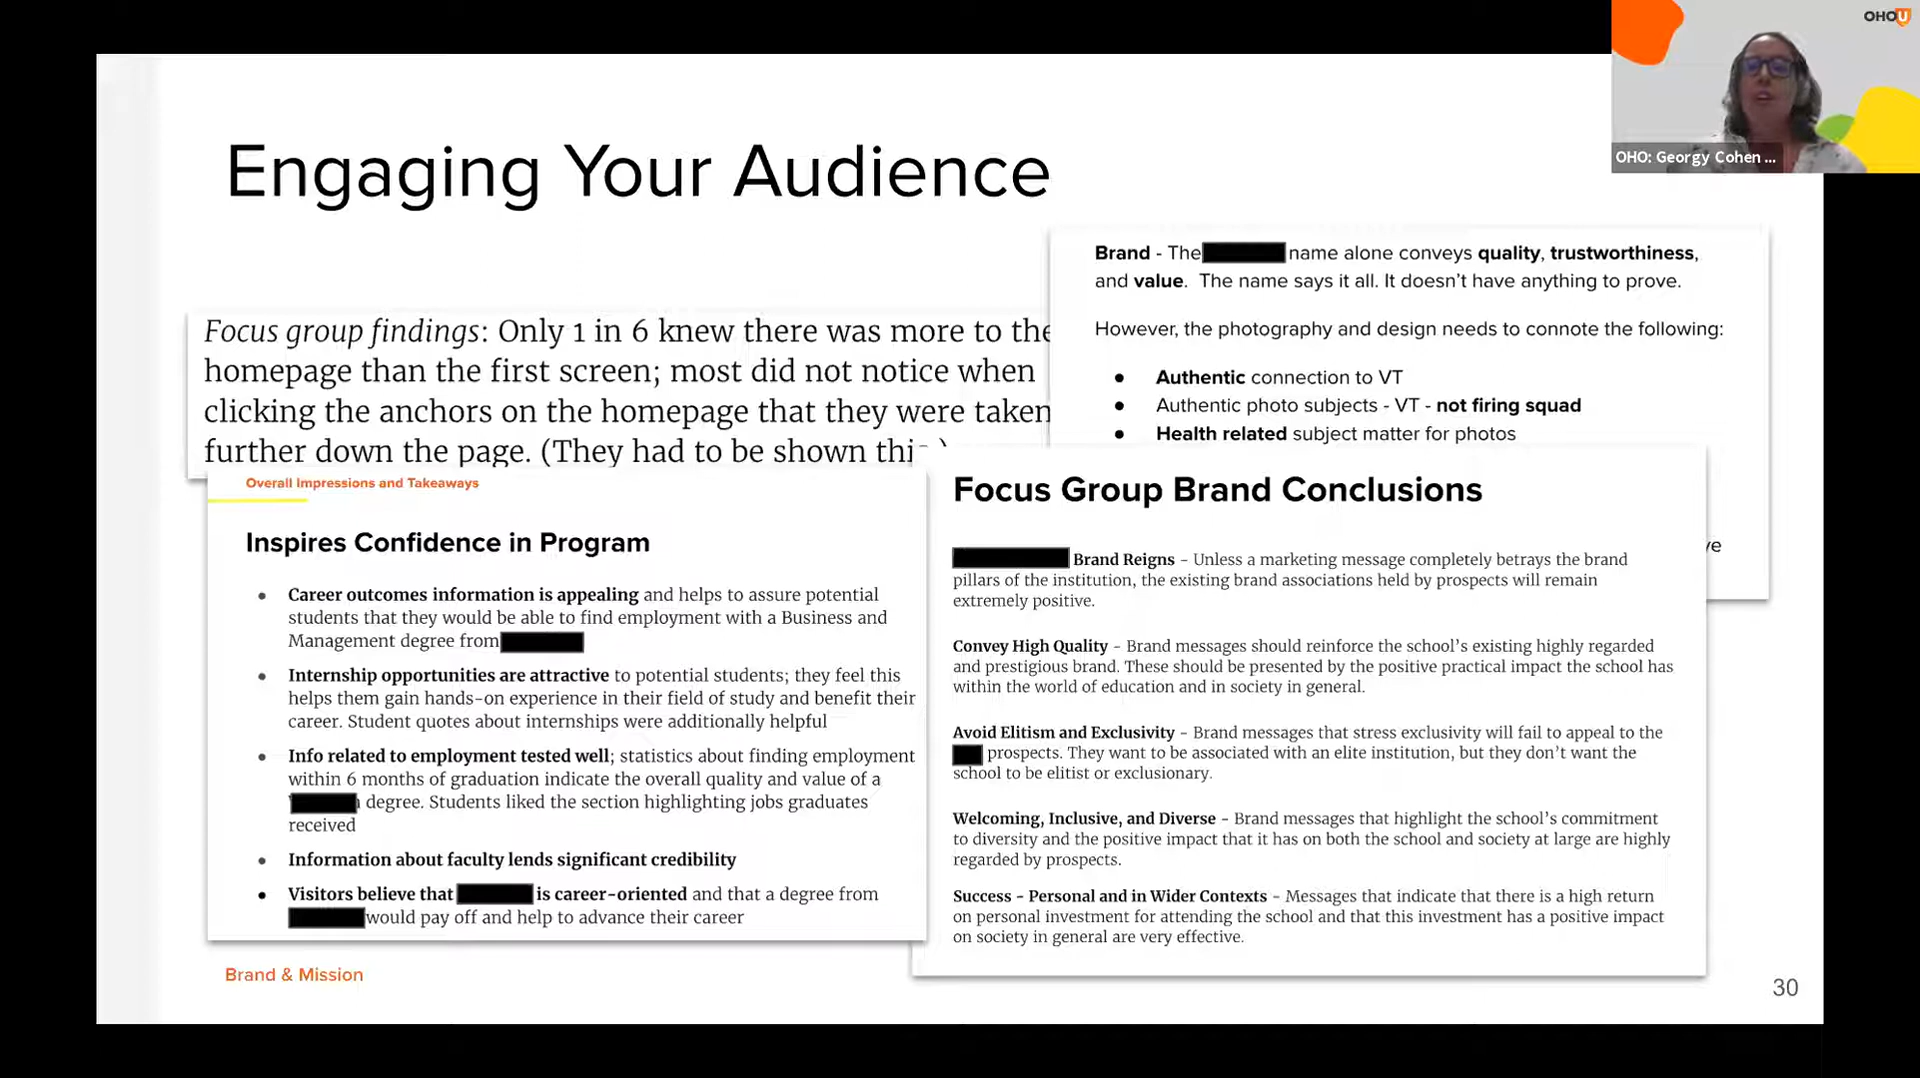 OHO U
OHO: Georgy Cohen ...
Engaging Your Audience
Focus group findings: Only 1 in 6 knew there was more to the
homepage than the first screen; most did not notice when
clicking the anchors on the homepage that they were taken
further down the page. (They had to be shown this.)
Brand - The name alone conveys quality, trustworthiness,
and value. The name says it all. It doesn't have anything to prove.
However, the photography and design needs to connote the following:
● Authentic connection to VT
● Authentic photo subjects - VT - not firing squad
● Health related subject matter for photos
Overall Impressions and Takeaways
Inspires Confidence in Program
• Career outcomes information is appealing and helps to assure potential
students that they would be able to find employment with a Business and
Management degree from
• Internship opportunities are attractive to potential students; they feel this
helps them gain hands-on experience in their field of study and benefit their
career. Student quotes about internships were additionally helpful
• Info related to employment tested well; statistics about finding employment
within 6 months of graduation indicate the overall quality and value of a
degree. Students liked the section highlighting jobs graduates
received
• Information about faculty lends significant credibility
• Visitors believe that is career-oriented and that a degree from
would pay off and help to advance their career
Focus Group Brand Conclusions
Brand Reigns - Unless a marketing message completely betrays the brand
pillars of the institution, the existing brand associations held by prospects will remain
extremely positive.
Convey High Quality - Brand messages should reinforce the school's existing highly regarded
and prestigious brand. These should be presented by the positive practical impact the school has
within the world of education and in society in general.
Avoid Elitism and Exclusivity - Brand messages that stress exclusivity will fail to appeal to the
prospects. They want to be associated with an elite institution, but they don't want the
school to be elitist or exclusionary.
Welcoming, Inclusive, and Diverse - Brand messages that highlight the school's commitment
to diversity and the positive impact that it has on both the school and society at large are highly
regarded by prospects.
Success - Personal and in Wider Contexts - Messages that indicate that there is a high return
on personal investment for attending the school and that this investment has a positive impact
on society in general are very effective.
Brand & Mission
30